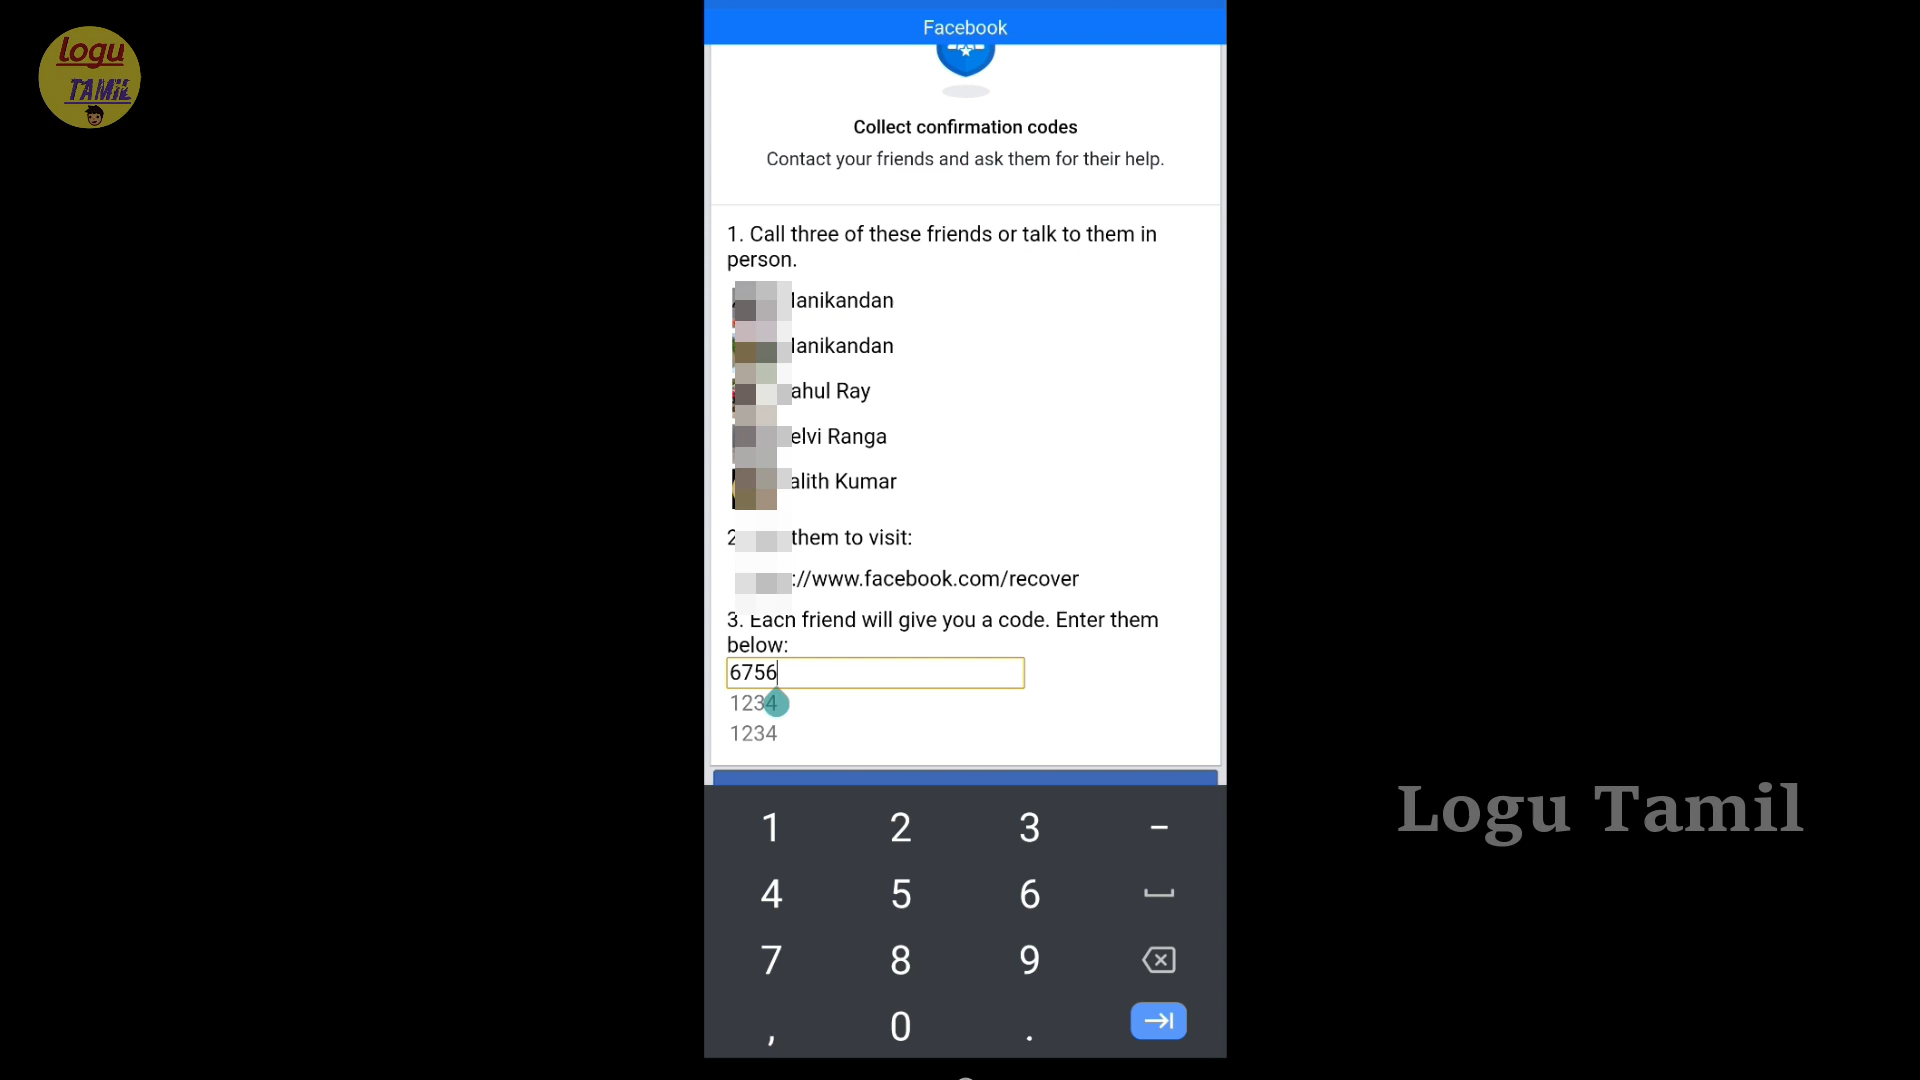 logu
TAMIL
Facebook
Collect confirmation codes
Contact your friends and ask them for their help.
1. Call three of these friends or talk to them in
person.
lanikandan
lanikandan
ahul Ray
elvi Ranga
alith Kumar
2 them to visit:
://www.facebook.com/recover
3. Each friend will give you a code. Enter them
below:
6756
1234
1234
Logu Tamil
1 2 3 –
4 5 6
7 8 9
, 0 .